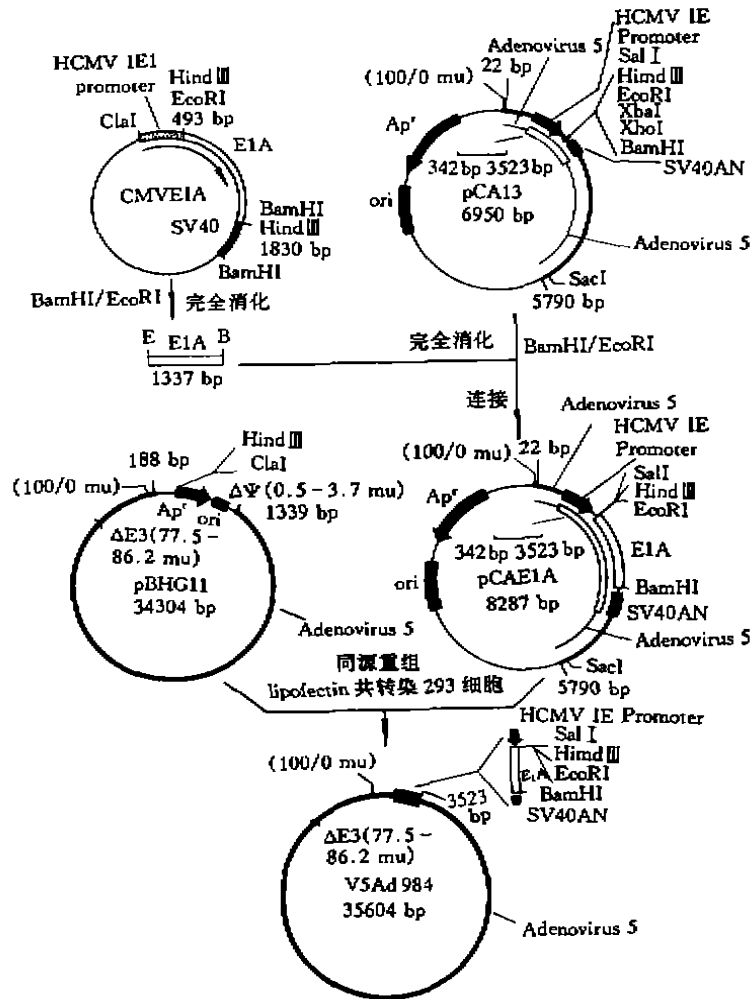 HCMV IE1
promoter
Hind Ⅲ
EcoRI
493 bp
ClaI
E1A
CMVEIA
SV40
BamHI
Hind Ⅲ
1830 bp
BamHI
BamHI/EcoRI
完全消化
E E1A B
1337 bp
Adenovirus 5
HCMV IE
Promoter
Sal I
Himd Ⅲ
EcoRI
XbaI
XhoI
BamHI
SV40AN
(100/0 mu)
22 bp
Apr
342 bp 3523 bp
pCA13
6950 bp
ori
Adenovirus 5
SacI
5790 bp
完全消化
BamHI/EcoRI
连接
188 bp
Hind Ⅲ
ClaI
(100/0 mu)
Apr
ori
ΔΨ(0.5-3.7 mu)
1339 bp
ΔE3(77.5-
86.2 mu)
pBHG11
34304 bp
Adenovirus 5
Adenovirus 5
HCMV IE
Promoter
(100/0 mu)
22 bp
SalI
Hind Ⅲ
EcoRI
Apr
E1A
342 bp 3523 bp
pCAE1A
8287 bp
ori
BamHI
SV40AN
Adenovirus 5
SacI
5790 bp
同源重组
lipofectin 共转染 293 细胞
HCMV IE Promoter
Sal I
Himd Ⅲ
E1A
EcoRI
BamHI
SV40AN
(100/0 mu)
3523
bp
ΔE3(77.5-
86.2 mu)
V5Ad 984
35604 bp
Adenovirus 5